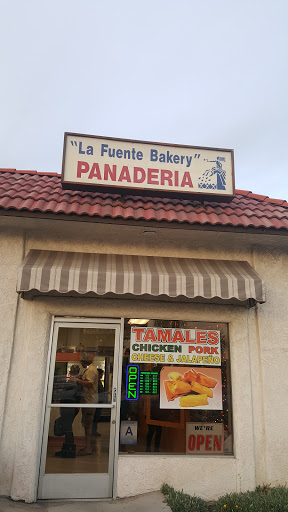 "La Fuente Bakery"
PANADERIA
TAMALES
CHICKEN PORK
CHEESE & JALAPEÑO
OPEN
A
WE'RE
OPEN